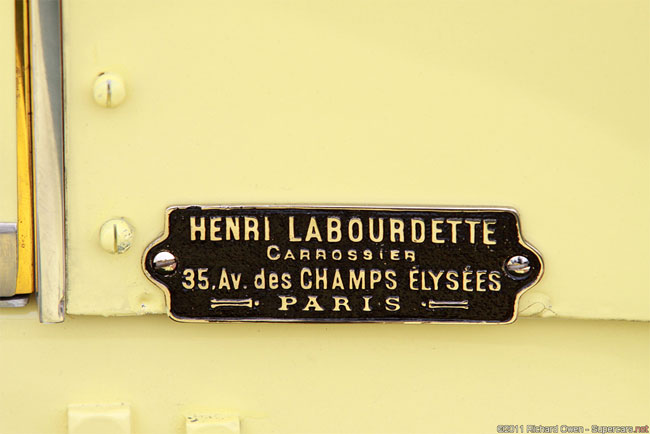 HENRI LABOURDETTE
CARROSSIER
35, Av. des CHAMPS ÉLYSÉES
PARIS
©2011 Richard Owen - Supercars.net